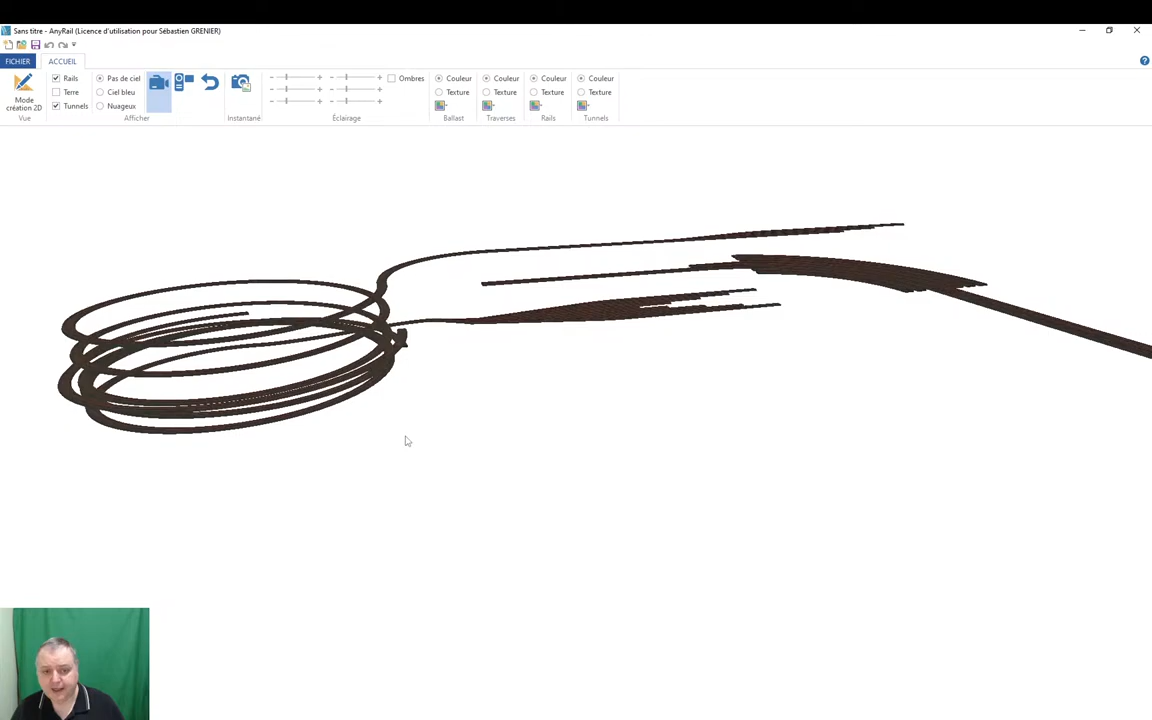 Sans titre - AnyRail (Licence d'utilisation pour Sébastien GRENIER)
FICHIER
ACCUEIL
Mode création 2D
Vue
Rails
Terre
Tunnels
Pas de ciel
Ciel bleu
Nuageux
Afficher
Instantané
Ombres
Éclairage
Couleur
Texture
Ballast
Couleur
Texture
Traverses
Couleur
Texture
Rails
Couleur
Texture
Tunnels